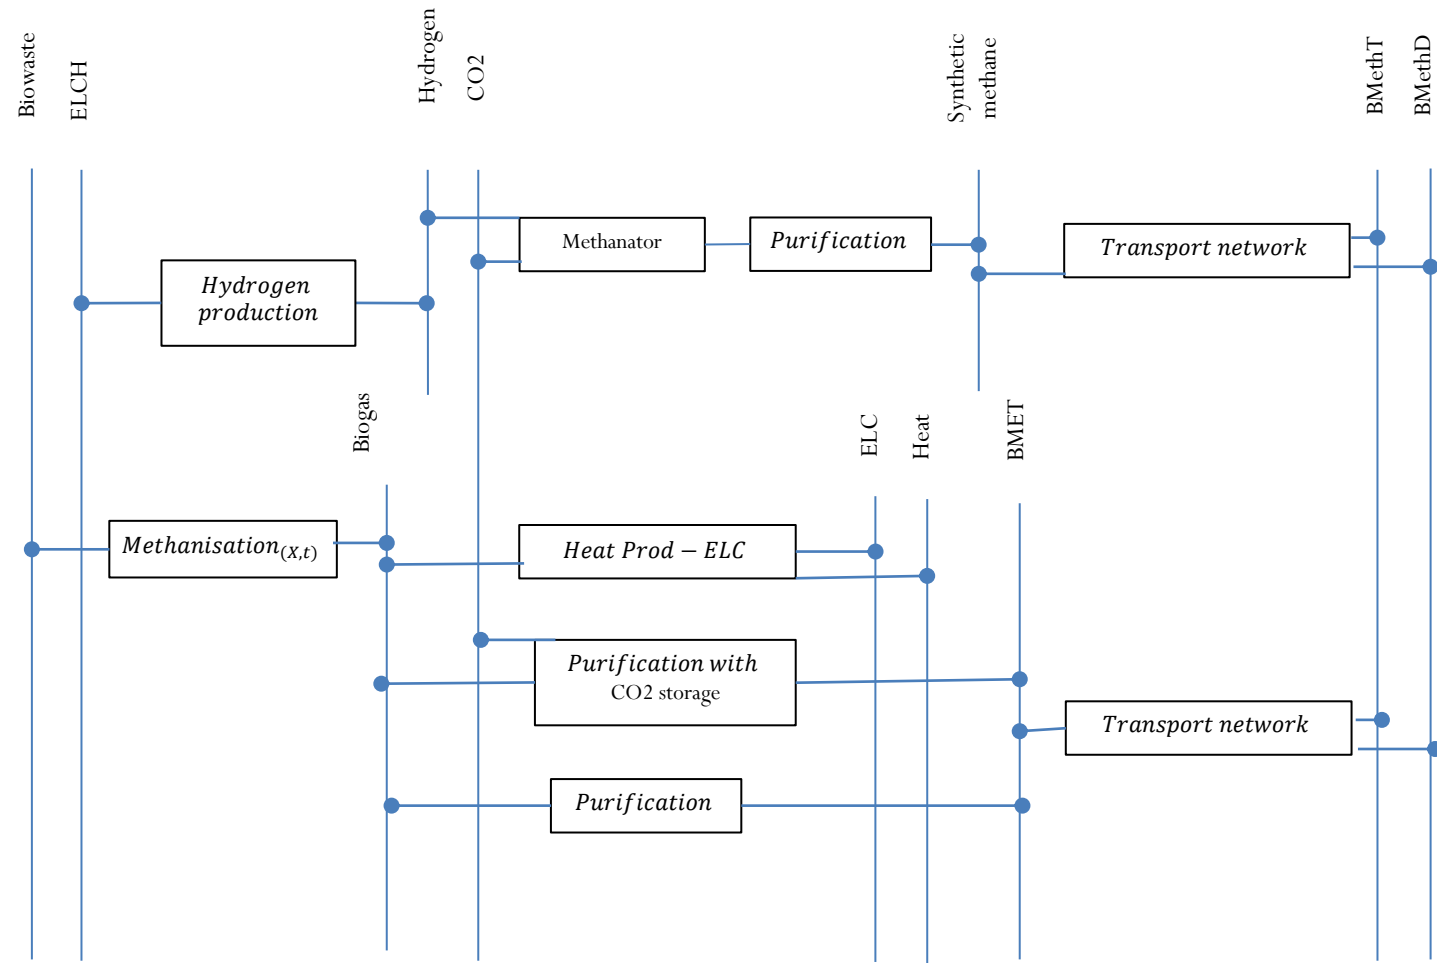 Biowaste
ELCH
Hydrogen
CO2
Synthetic
methane
BMethT
BMethD
Methanator
Purification
Transport network
Hydrogen
production
Biogas
ELC
Heat
BMET
Methanisation(X,t)
Heat Prod − ELC
Purification with
CO2 storage
Transport network
Purification